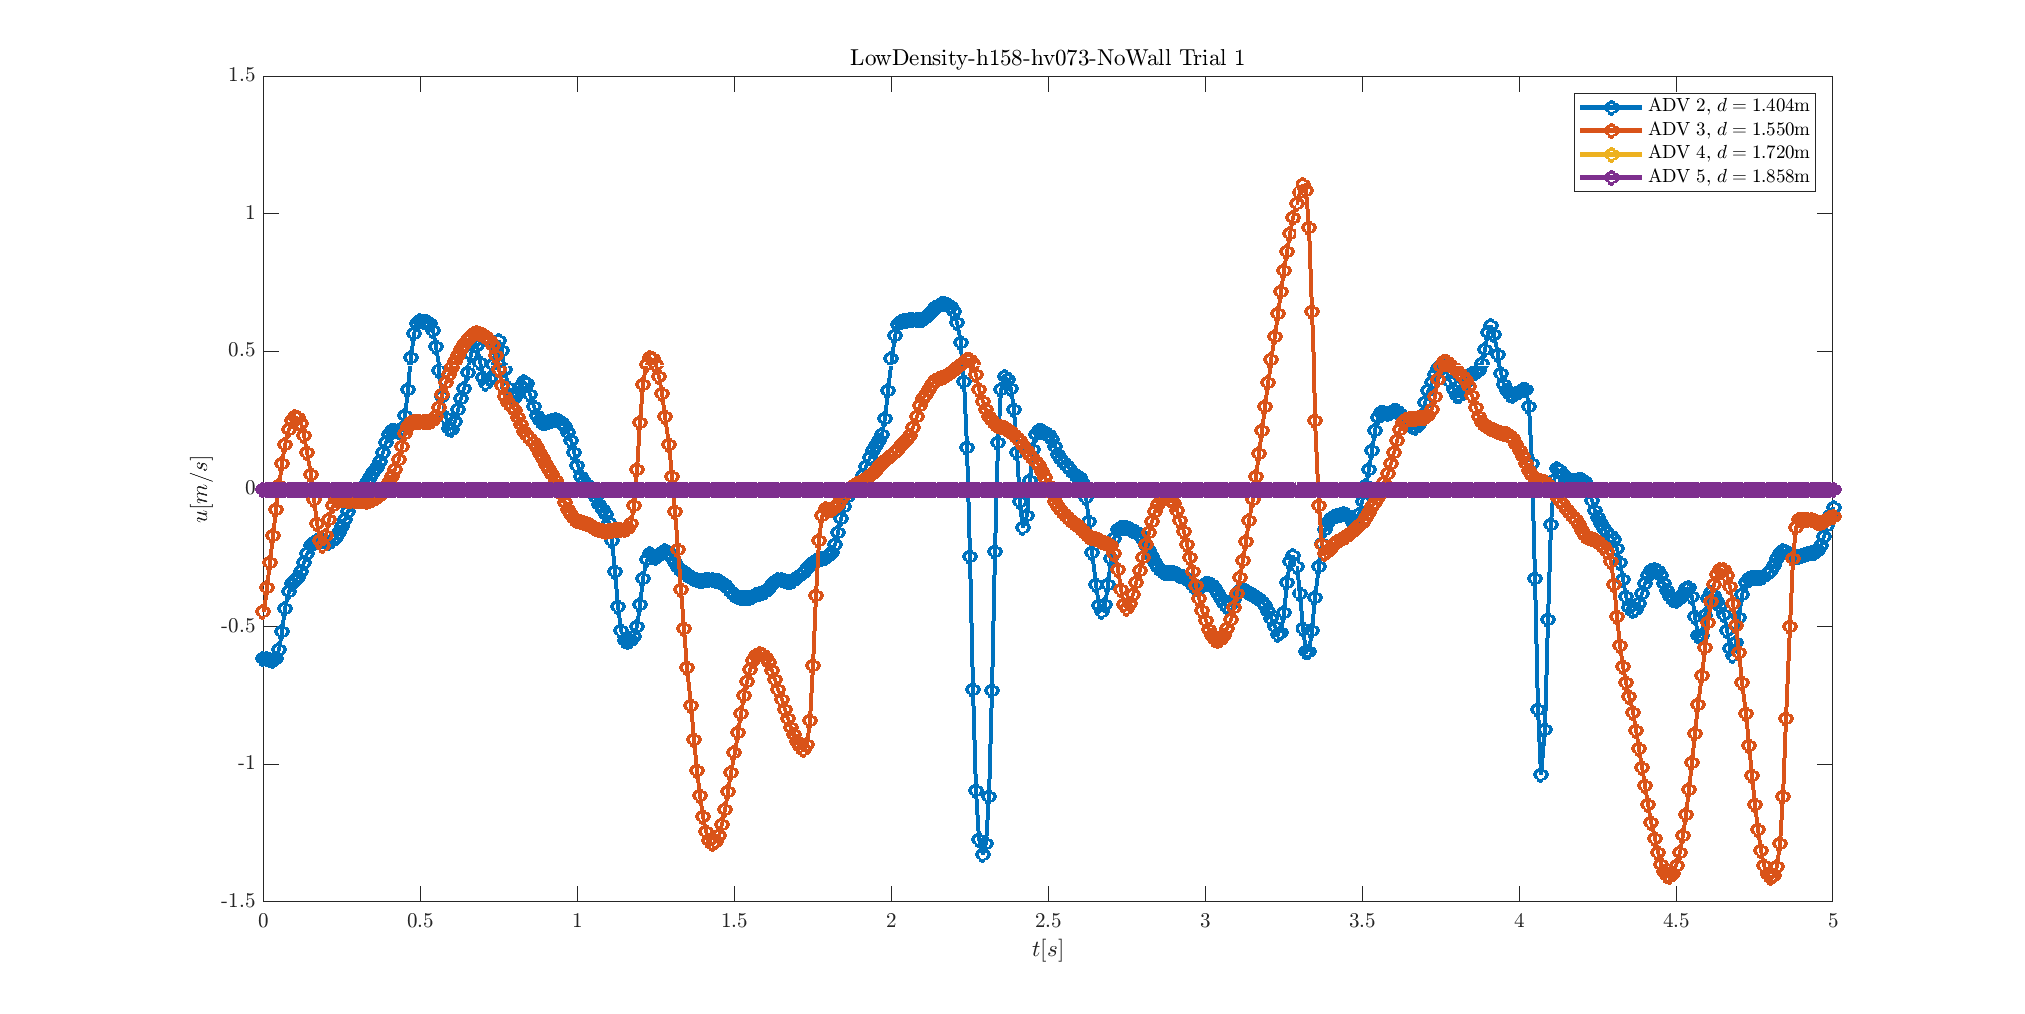 LowDensity-h158-hv073-NoWall Trial 1
ADV 2, d = 1.404m
ADV 3, d = 1.550m
ADV 4, d = 1.720m
ADV 5, d = 1.858m
u[m/s]
1.5
1
0.5
0
-0.5
-1
-1.5
0 0.5 1 1.5 2 2.5 3 3.5 4 4.5 5
t[s]